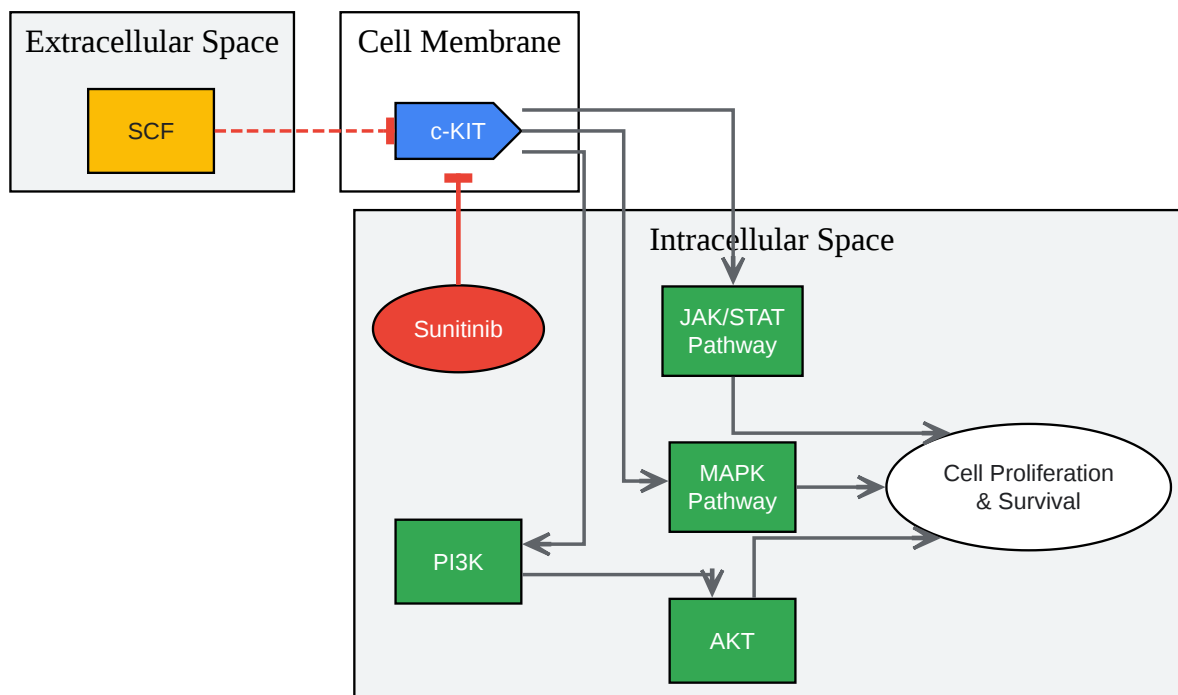 Extracellular Space
Cell Membrane
SCF
c-KIT
Intracellular Space
Sunitinib
JAK/STAT
Pathway
MAPK
Pathway
Cell Proliferation
& Survival
PI3K
AKT